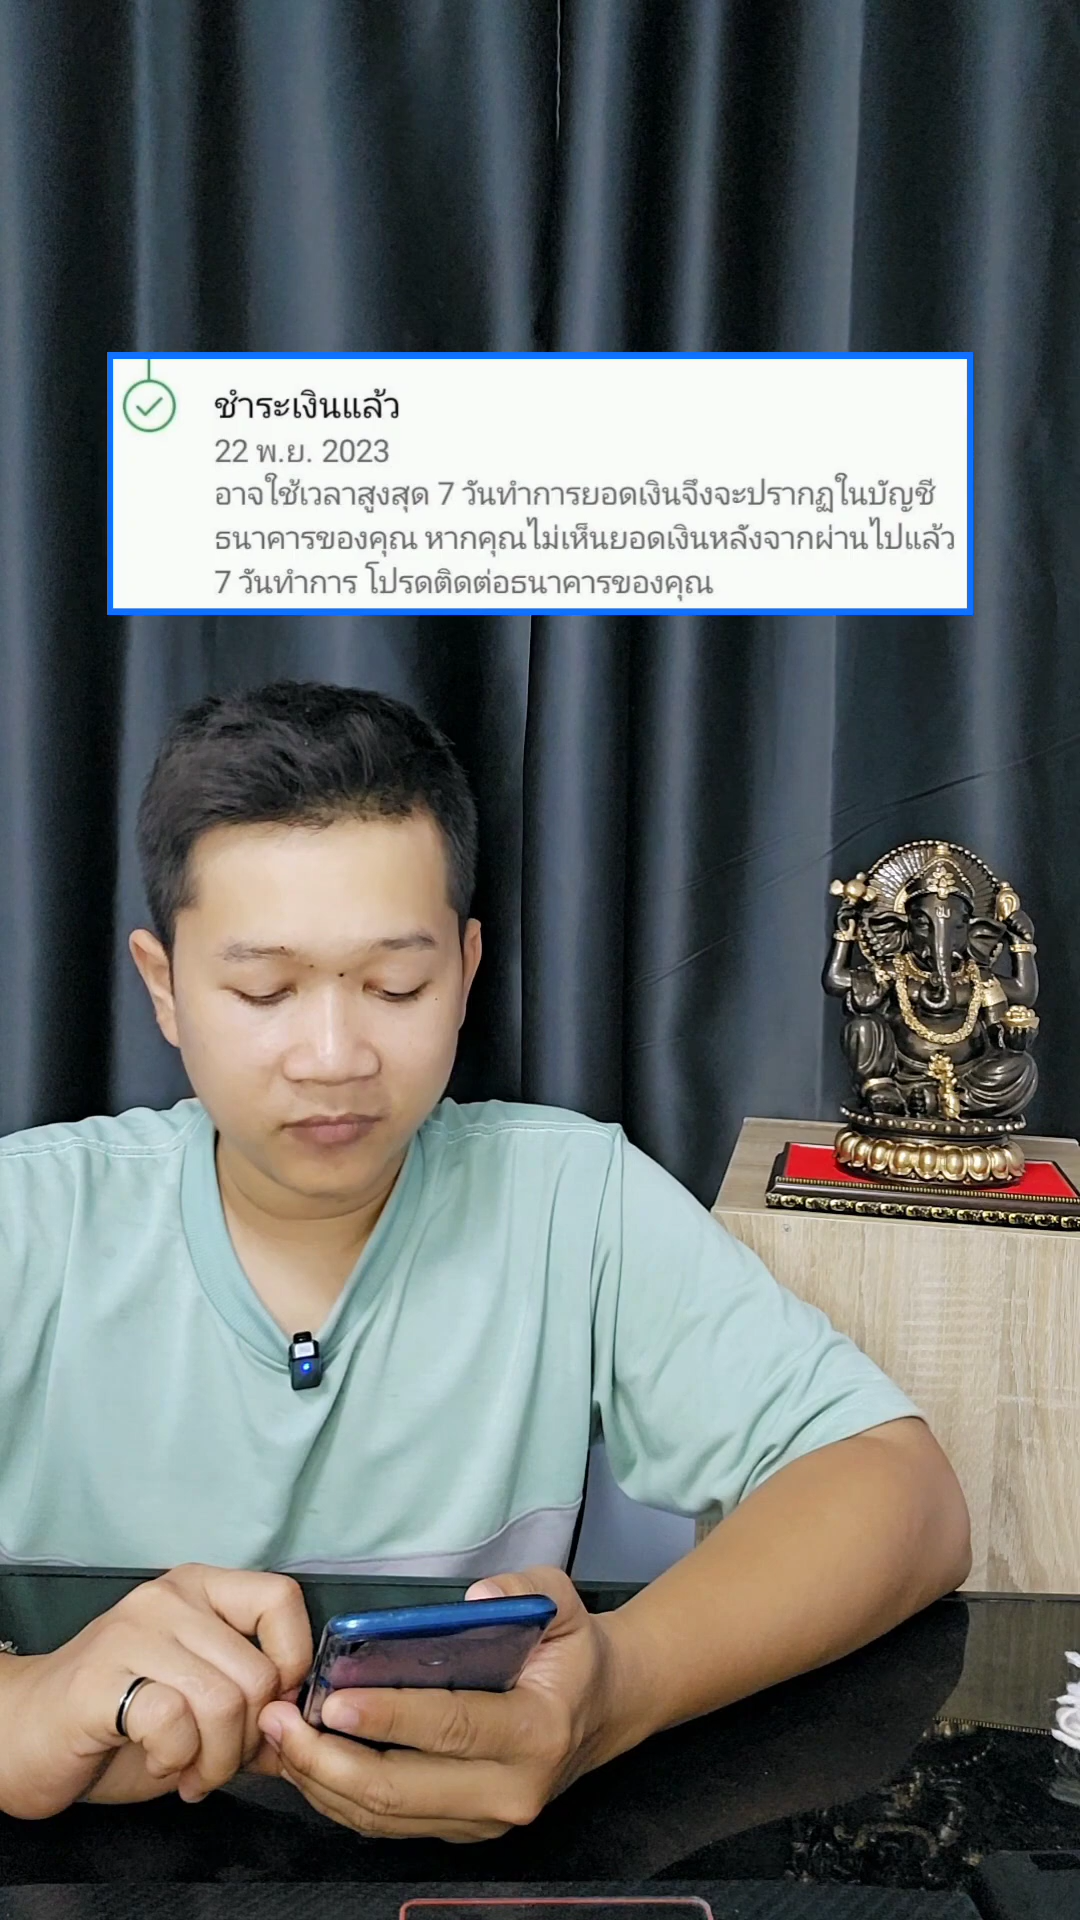 ชำระเงินแล้ว
22 พ.ย. 2023
อาจใช้เวลาสูงสุด 7 วันทำการยอดเงินจึงจะปรากฏในบัญชี
ธนาคารของคุณ หากคุณไม่เห็นยอดเงินหลังจากผ่านไปแล้ว
7 วันทำการ โปรดติดต่อธนาคารของคุณ